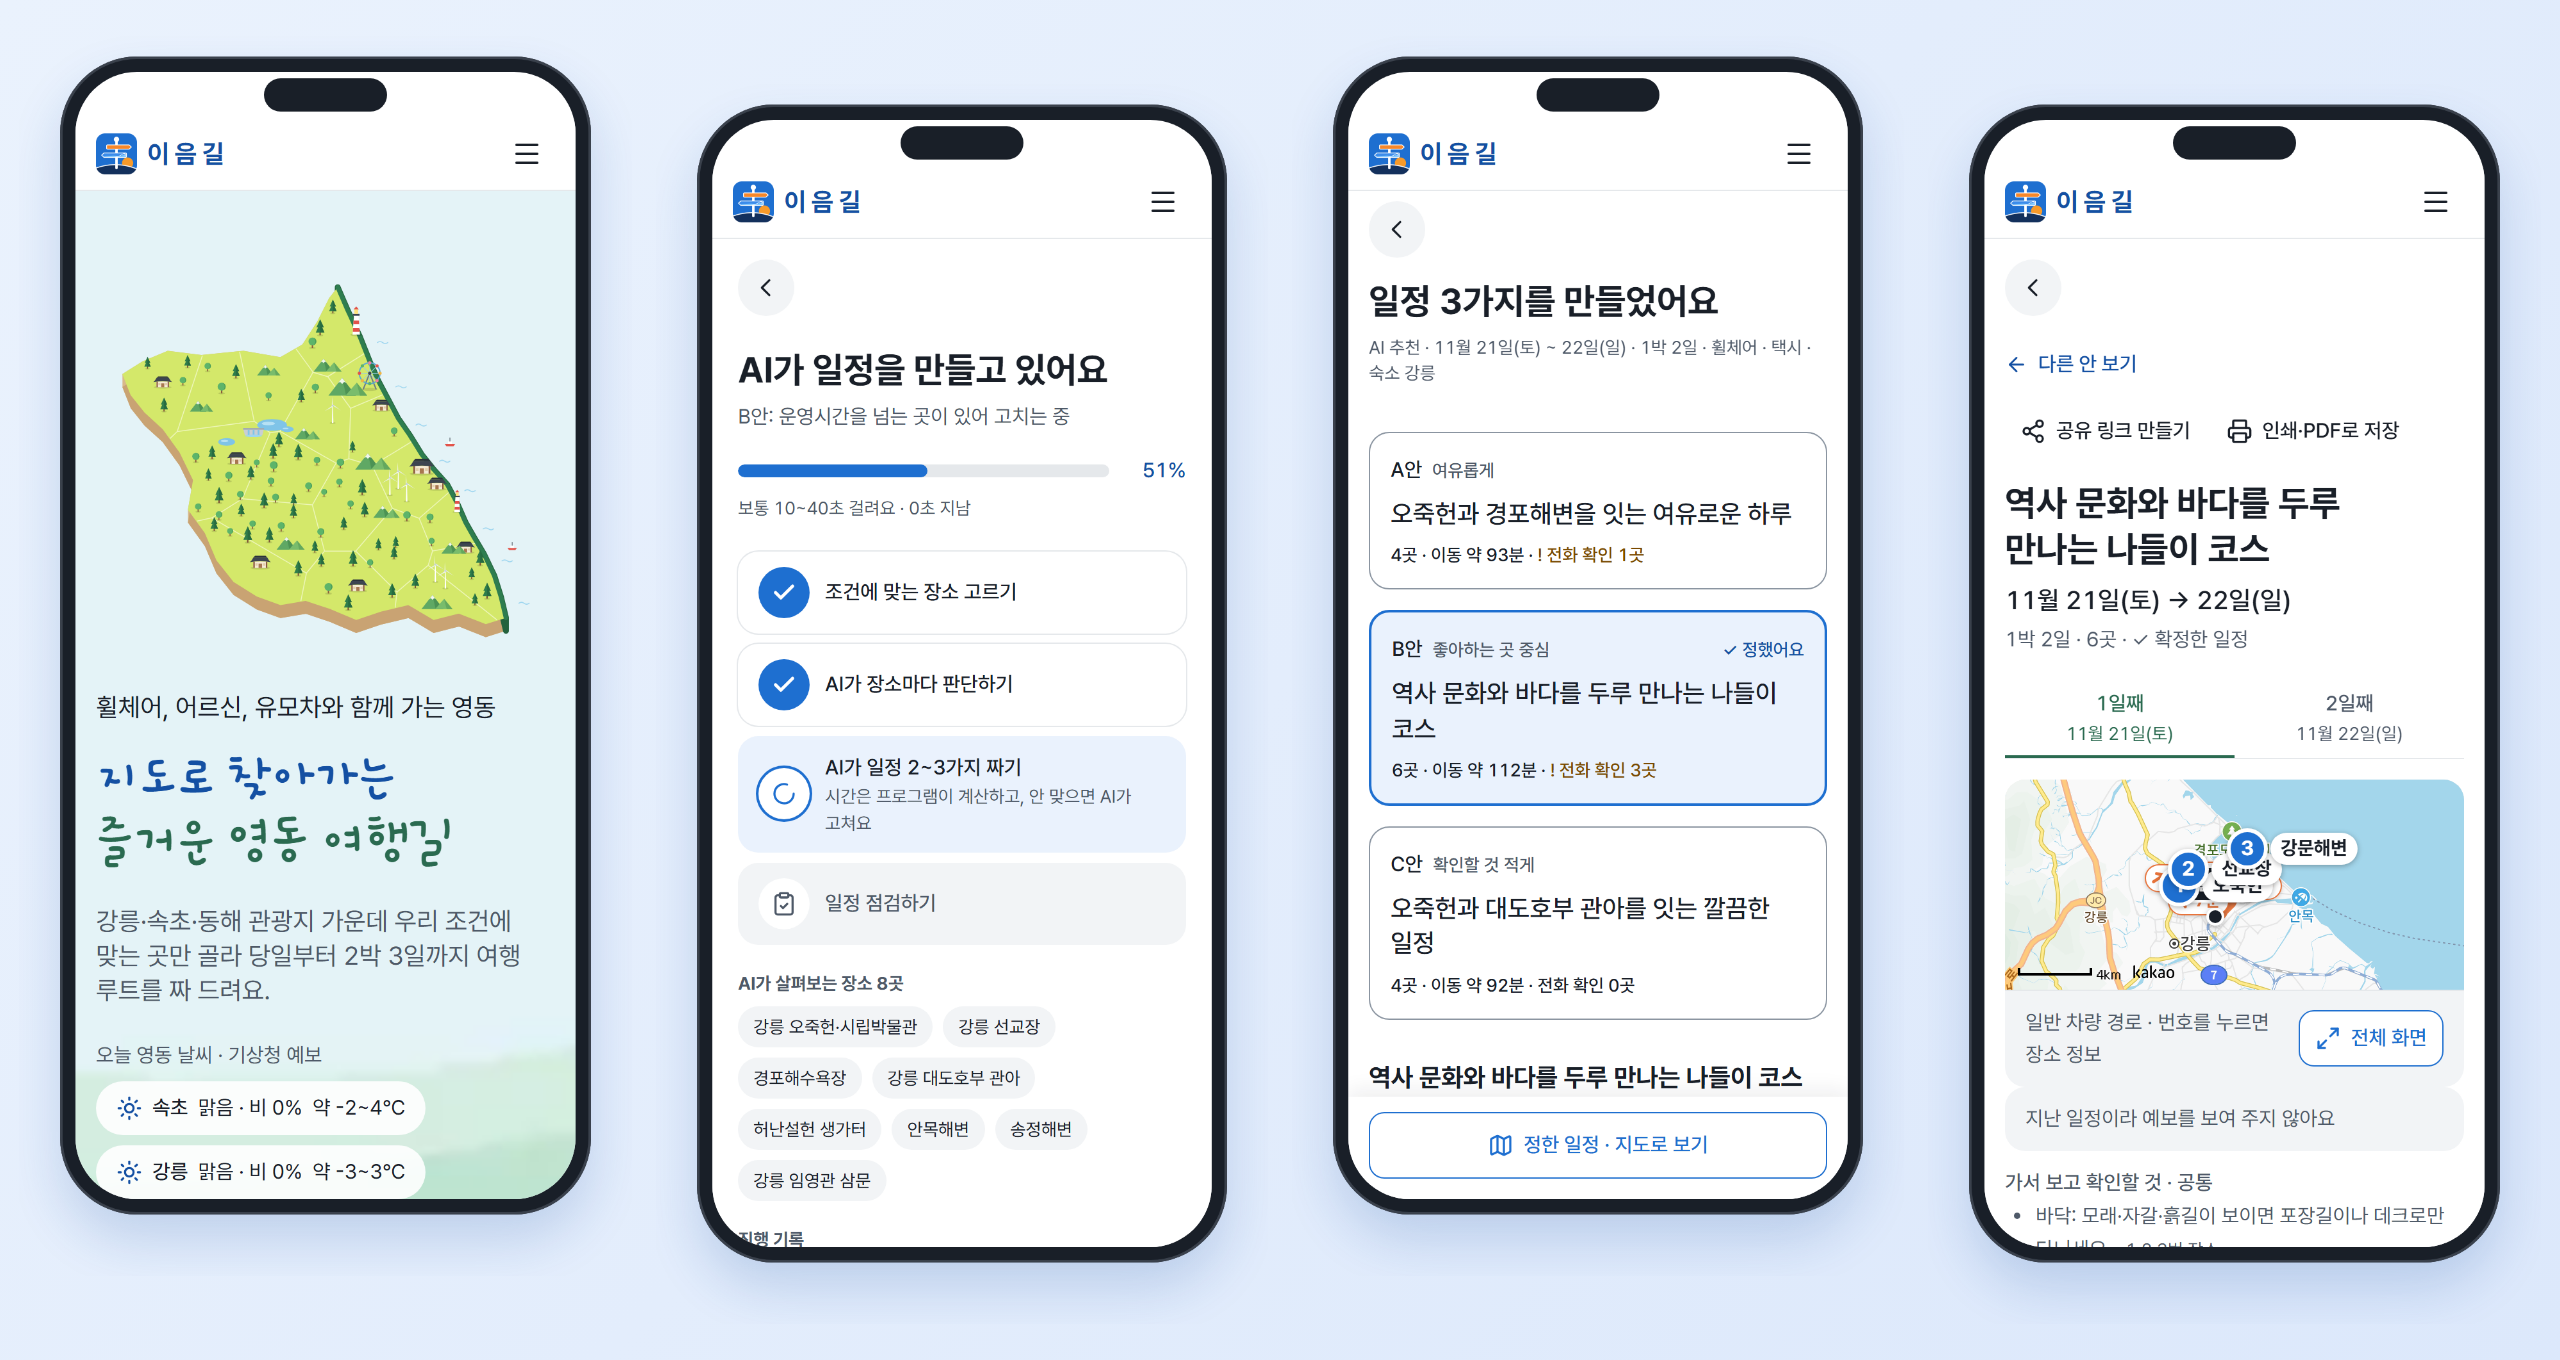 이음길
휠체어, 어르신, 유모차와 함께 가는 영동
지도로 찾아가는
즐거운 영동 여행길
강릉·속초·동해 관광지 가운데 우리 조건에
맞는 곳만 골라 당일부터 2박 3일까지 여행
루트를 짜 드려요.
오늘 영동 날씨 · 기상청 예보
속초 맑음 · 비 0% 약 -2~4°C
강릉 맑음 · 비 0% 약 -3~3°C
이음길
AI가 일정을 만들고 있어요
B안: 운영시간을 넘는 곳이 있어 고치는 중
51%
보통 10~40초 걸려요 · 0초 지남
조건에 맞는 장소 고르기
AI가 장소마다 판단하기
AI가 일정 2~3가지 짜기
시간은 프로그램이 계산하고, 안 맞으면 AI가
고쳐요
일정 점검하기
AI가 살펴보는 장소 8곳
강릉 오죽헌·시립박물관 강릉 선교장
경포해수욕장 강릉 대도호부 관아
허난설헌 생가터 안목해변 송정해변
강릉 임영관 삼문
진행 기록
이음길
일정 3가지를 만들었어요
AI 추천 · 11월 21일(토) ~ 22일(일) · 1박 2일 · 휠체어 · 택시 ·
숙소 강릉
A안 여유롭게
오죽헌과 경포해변을 잇는 여유로운 하루
4곳 · 이동 약 93분 · ! 전화 확인 1곳
B안 좋아하는 곳 중심 ✓ 정했어요
역사 문화와 바다를 두루 만나는 나들이
코스
6곳 · 이동 약 112분 · ! 전화 확인 3곳
C안 확인할 것 적게
오죽헌과 대도호부 관아를 잇는 깔끔한
일정
4곳 · 이동 약 92분 · 전화 확인 0곳
역사 문화와 바다를 두루 만나는 나들이 코스
정한 일정 · 지도로 보기
이음길
← 다른 안 보기
공유 링크 만들기 인쇄·PDF로 저장
역사 문화와 바다를 두루
만나는 나들이 코스
11월 21일(토) → 22일(일)
1박 2일 · 6곳 · ✓ 확정한 일정
1일째 2일째
11월 21일(토) 11월 22일(일)
3 강문해변
2 선교장
오죽헌
JC
강릉
안목
강릉
4km kakao 7
일반 차량 경로 · 번호를 누르면
장소 정보
전체 화면
지난 일정이라 예보를 보여 주지 않아요
가서 보고 확인할 것 · 공통
• 바닥: 모래·자갈·흙길이 보이면 포장길이나 데크로만